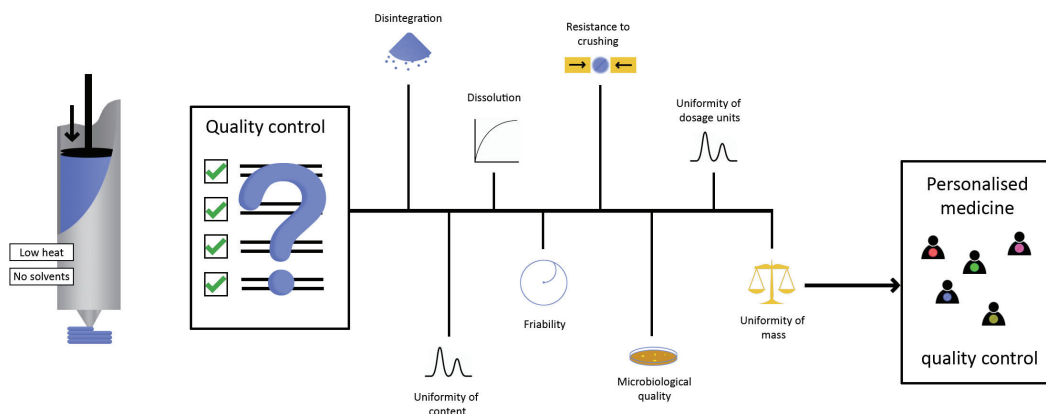 Low heat
No solvents
Quality control
Disintegration
Dissolution
Resistance to
crushing
Uniformity of
dosage units
Uniformity of
content
Friability
Microbiological
quality
Uniformity of
mass
Personalised
medicine
quality control